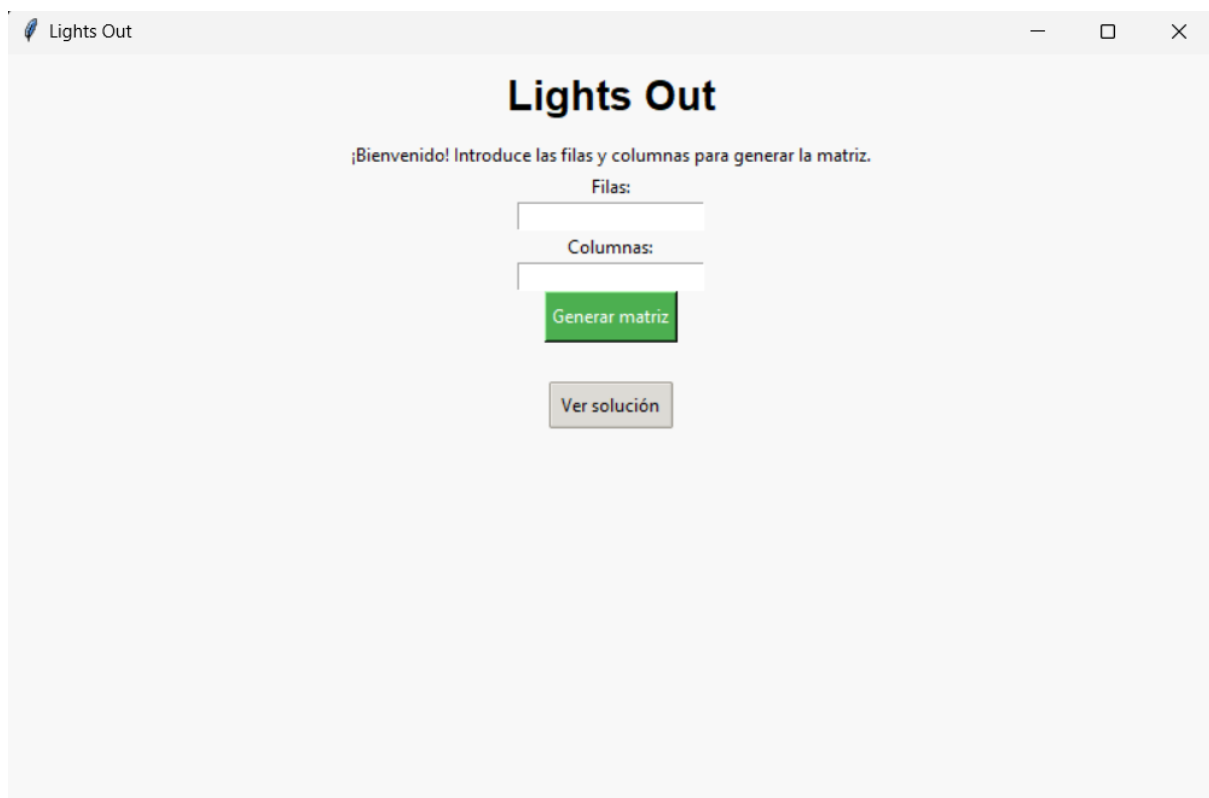 Lights Out
Lights Out
¡Bienvenido! Introduce las filas y columnas para generar la matriz.
Filas:
Columnas:
Generar matriz
Ver solución